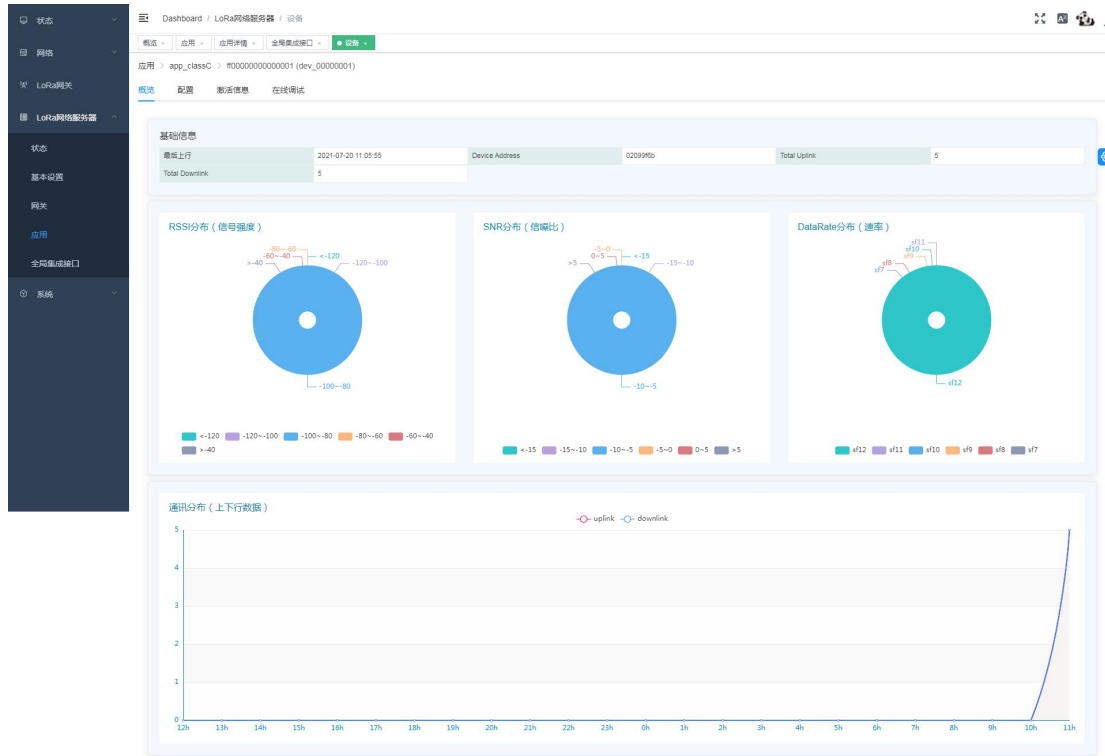 状态
网络
LoRa网关
LoRa网络服务器
状态
基本设置
网关
应用
全局集成接口
系统
Dashboard / LoRa网络服务器 / 设备
概览 × 应用 × 应用详情 × 全局集成接口 × 设备 ×
应用 > app_classC > ff00000000000001 (dev_00000001)
概览 配置 激活信息 在线调试
基础信息
最后上行 2021-07-20 11:05:55 Device Address 02099f6b Total Uplink 5
Total Downlink 5
RSSI分布 ( 信号强度 )
-80~-60
-60~-40 <-120
>-40 -120~-100
-100~-80
<-120 -120~-100 -100~-80 -80~-60 -60~-40
>-40
SNR分布 ( 信噪比 )
-5~0
0~5 <-15
>5 -15~-10
-10~-5
<-15 -15~-10 -10~-5 -5~0 0~5 >5
DataRate分布 ( 速率 )
sf11
sf10
sf9
sf8
sf7
sf12
sf12 sf11 sf10 sf9 sf8 sf7
通讯分布 ( 上下行数据 )
uplink downlink
5
4
3
2
1
0
12h 13h 14h 15h 16h 17h 18h 19h 20h 21h 22h 23h 0h 1h 2h 3h 4h 5h 6h 7h 8h 9h 10h 11h